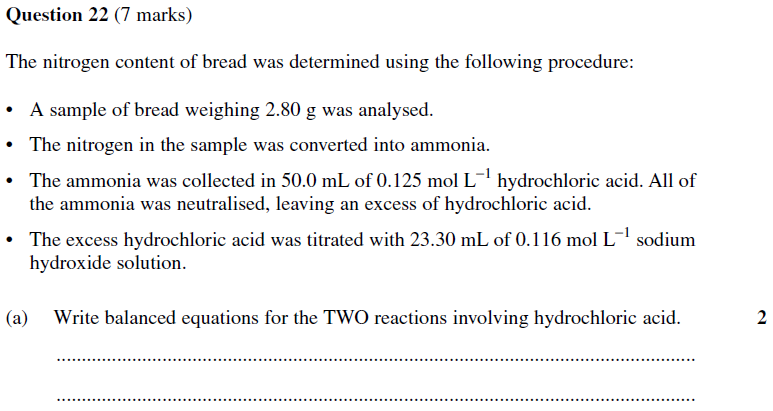 Question 22 (7 marks)
The nitrogen content of bread was determined using the following procedure:
• A sample of bread weighing 2.80 g was analysed.
• The nitrogen in the sample was converted into ammonia.
• The ammonia was collected in 50.0 mL of 0.125 mol L⁻¹ hydrochloric acid. All of
the ammonia was neutralised, leaving an excess of hydrochloric acid.
• The excess hydrochloric acid was titrated with 23.30 mL of 0.116 mol L⁻¹ sodium
hydroxide solution.
(a) Write balanced equations for the TWO reactions involving hydrochloric acid. 2